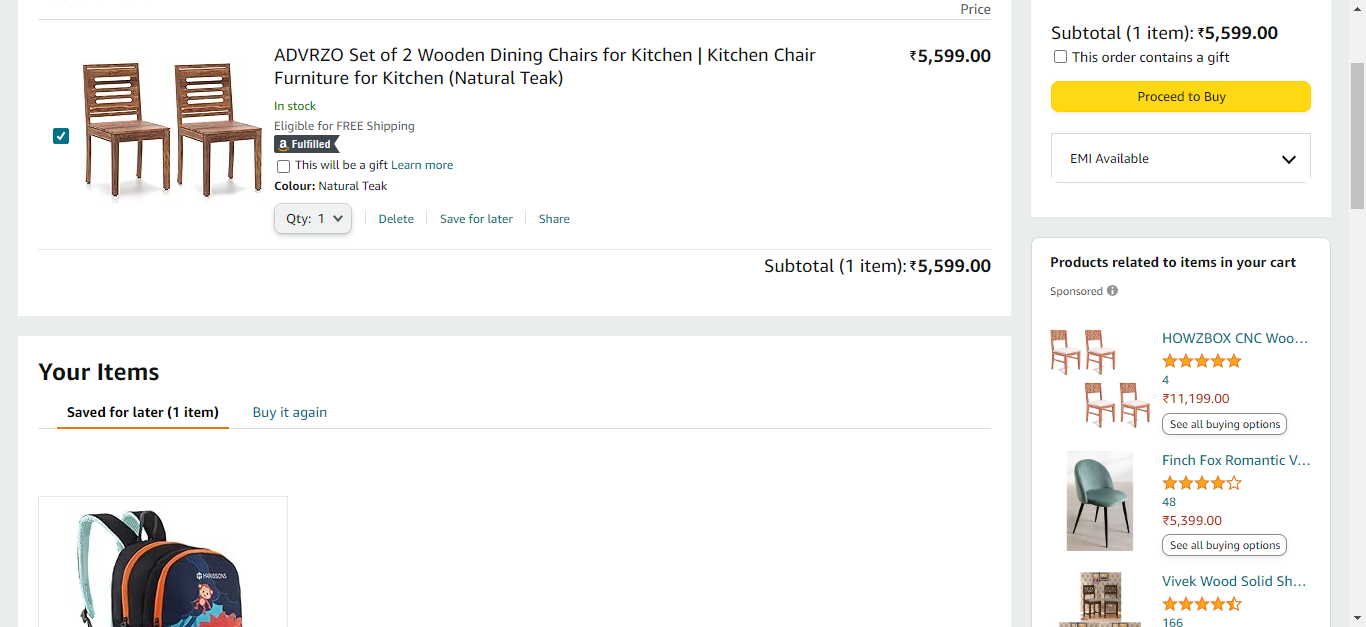 Price
ADVRZO Set of 2 Wooden Dining Chairs for Kitchen | Kitchen Chair
Furniture for Kitchen (Natural Teak)
₹5,599.00
In stock
Eligible for FREE Shipping
a Fulfilled
This will be a gift Learn more
Colour: Natural Teak
Qty: 1
Delete
Save for later
Share
Subtotal (1 item): ₹5,599.00
Your Items
Saved for later (1 item)
Buy it again
HARISSONS
Subtotal (1 item): ₹5,599.00
This order contains a gift
Proceed to Buy
EMI Available
Products related to items in your cart
Sponsored
HOWZBOX CNC Woo...
4
₹11,199.00
See all buying options
Finch Fox Romantic V...
48
₹5,399.00
See all buying options
Vivek Wood Solid Sh...
166